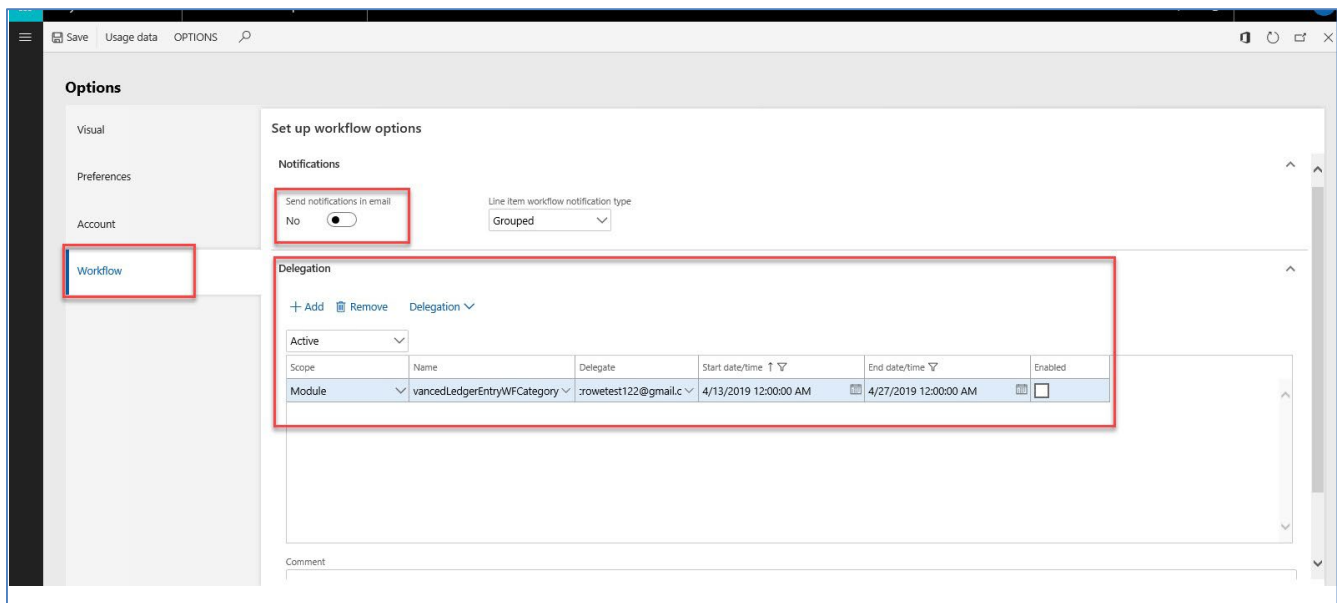 Save Usage data OPTIONS
Options
Visual
Preferences
Account
Workflow
Set up workflow options
Notifications
Send notifications in email
No
Line item workflow notification type
Grouped
Delegation
+ Add Remove Delegation
Active
Scope Name Delegate Start date/time ↑ End date/time Enabled
Module vancedLedgerEntryWFCategory :rowetest122@gmail.c 4/13/2019 12:00:00 AM 4/27/2019 12:00:00 AM
Comment